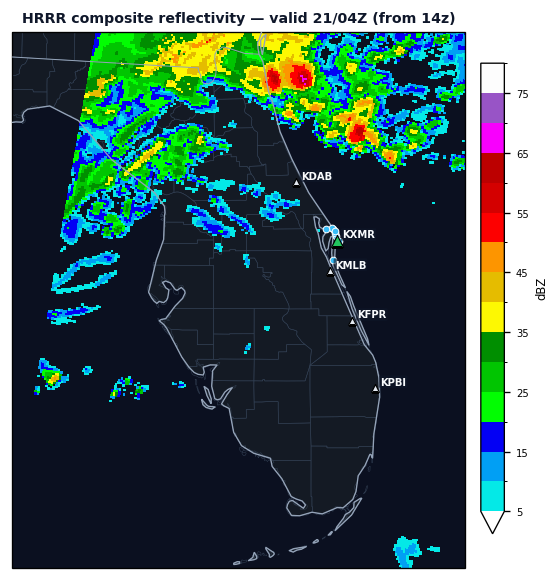 HRRR composite reflectivity — valid 21/04Z (from 14z)
75
65
KDAB
55
KXMR
45
KMLB
dBZ
KFPR
35
25
KPBI
15
5